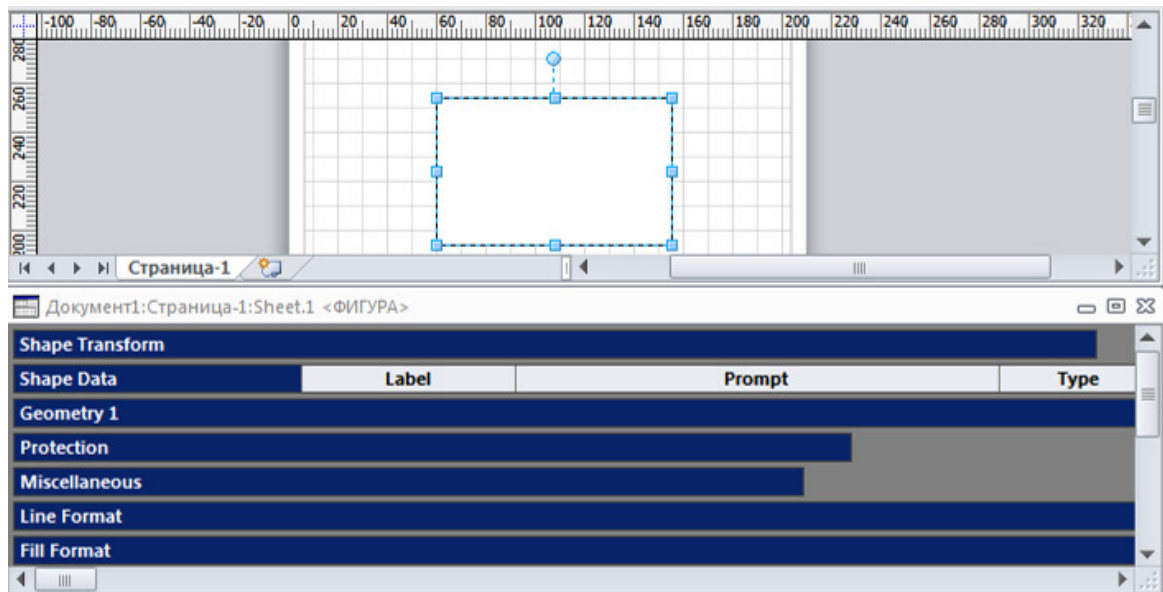 -100 -80 -60 -40 -20 0 20 40 60 80 100 120 140 160 180 200 220 240 260 280 300 320
280
260
240
220
200
Страница-1
Документ1:Страница-1:Sheet.1 <ФИГУРА>
Shape Transform
Shape Data Label Prompt Type
Geometry 1
Protection
Miscellaneous
Line Format
Fill Format